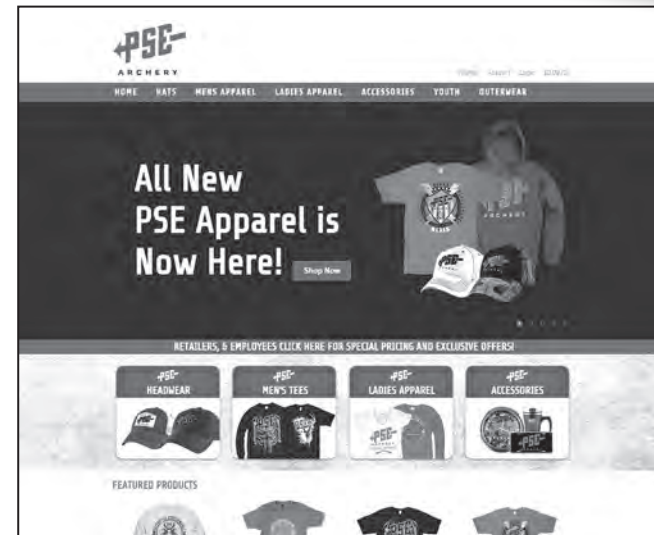 PSE
ARCHERY
HOME HATS MENS APPAREL LADIES APPAREL ACCESSORIES YOUTH OUTERWEAR
All New
PSE Apparel is
Now Here!
Shop Now
RETAILERS, & EMPLOYEES CLICK HERE FOR SPECIAL PRICING AND EXCLUSIVE OFFERS!
PSE PSE PSE PSE
HEADWEAR MEN'S TEES LADIES APPAREL ACCESSORIES
FEATURED PRODUCTS